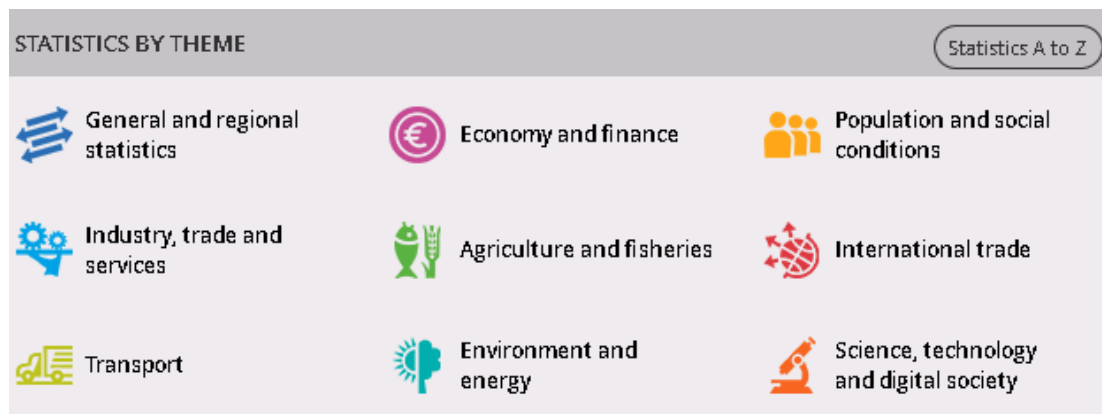 STATISTICS BY THEME
Statistics A to Z
General and regional
statistics
Economy and finance
Population and social
conditions
Industry, trade and
services
Agriculture and fisheries
International trade
Transport
Environment and
energy
Science, technology
and digital society